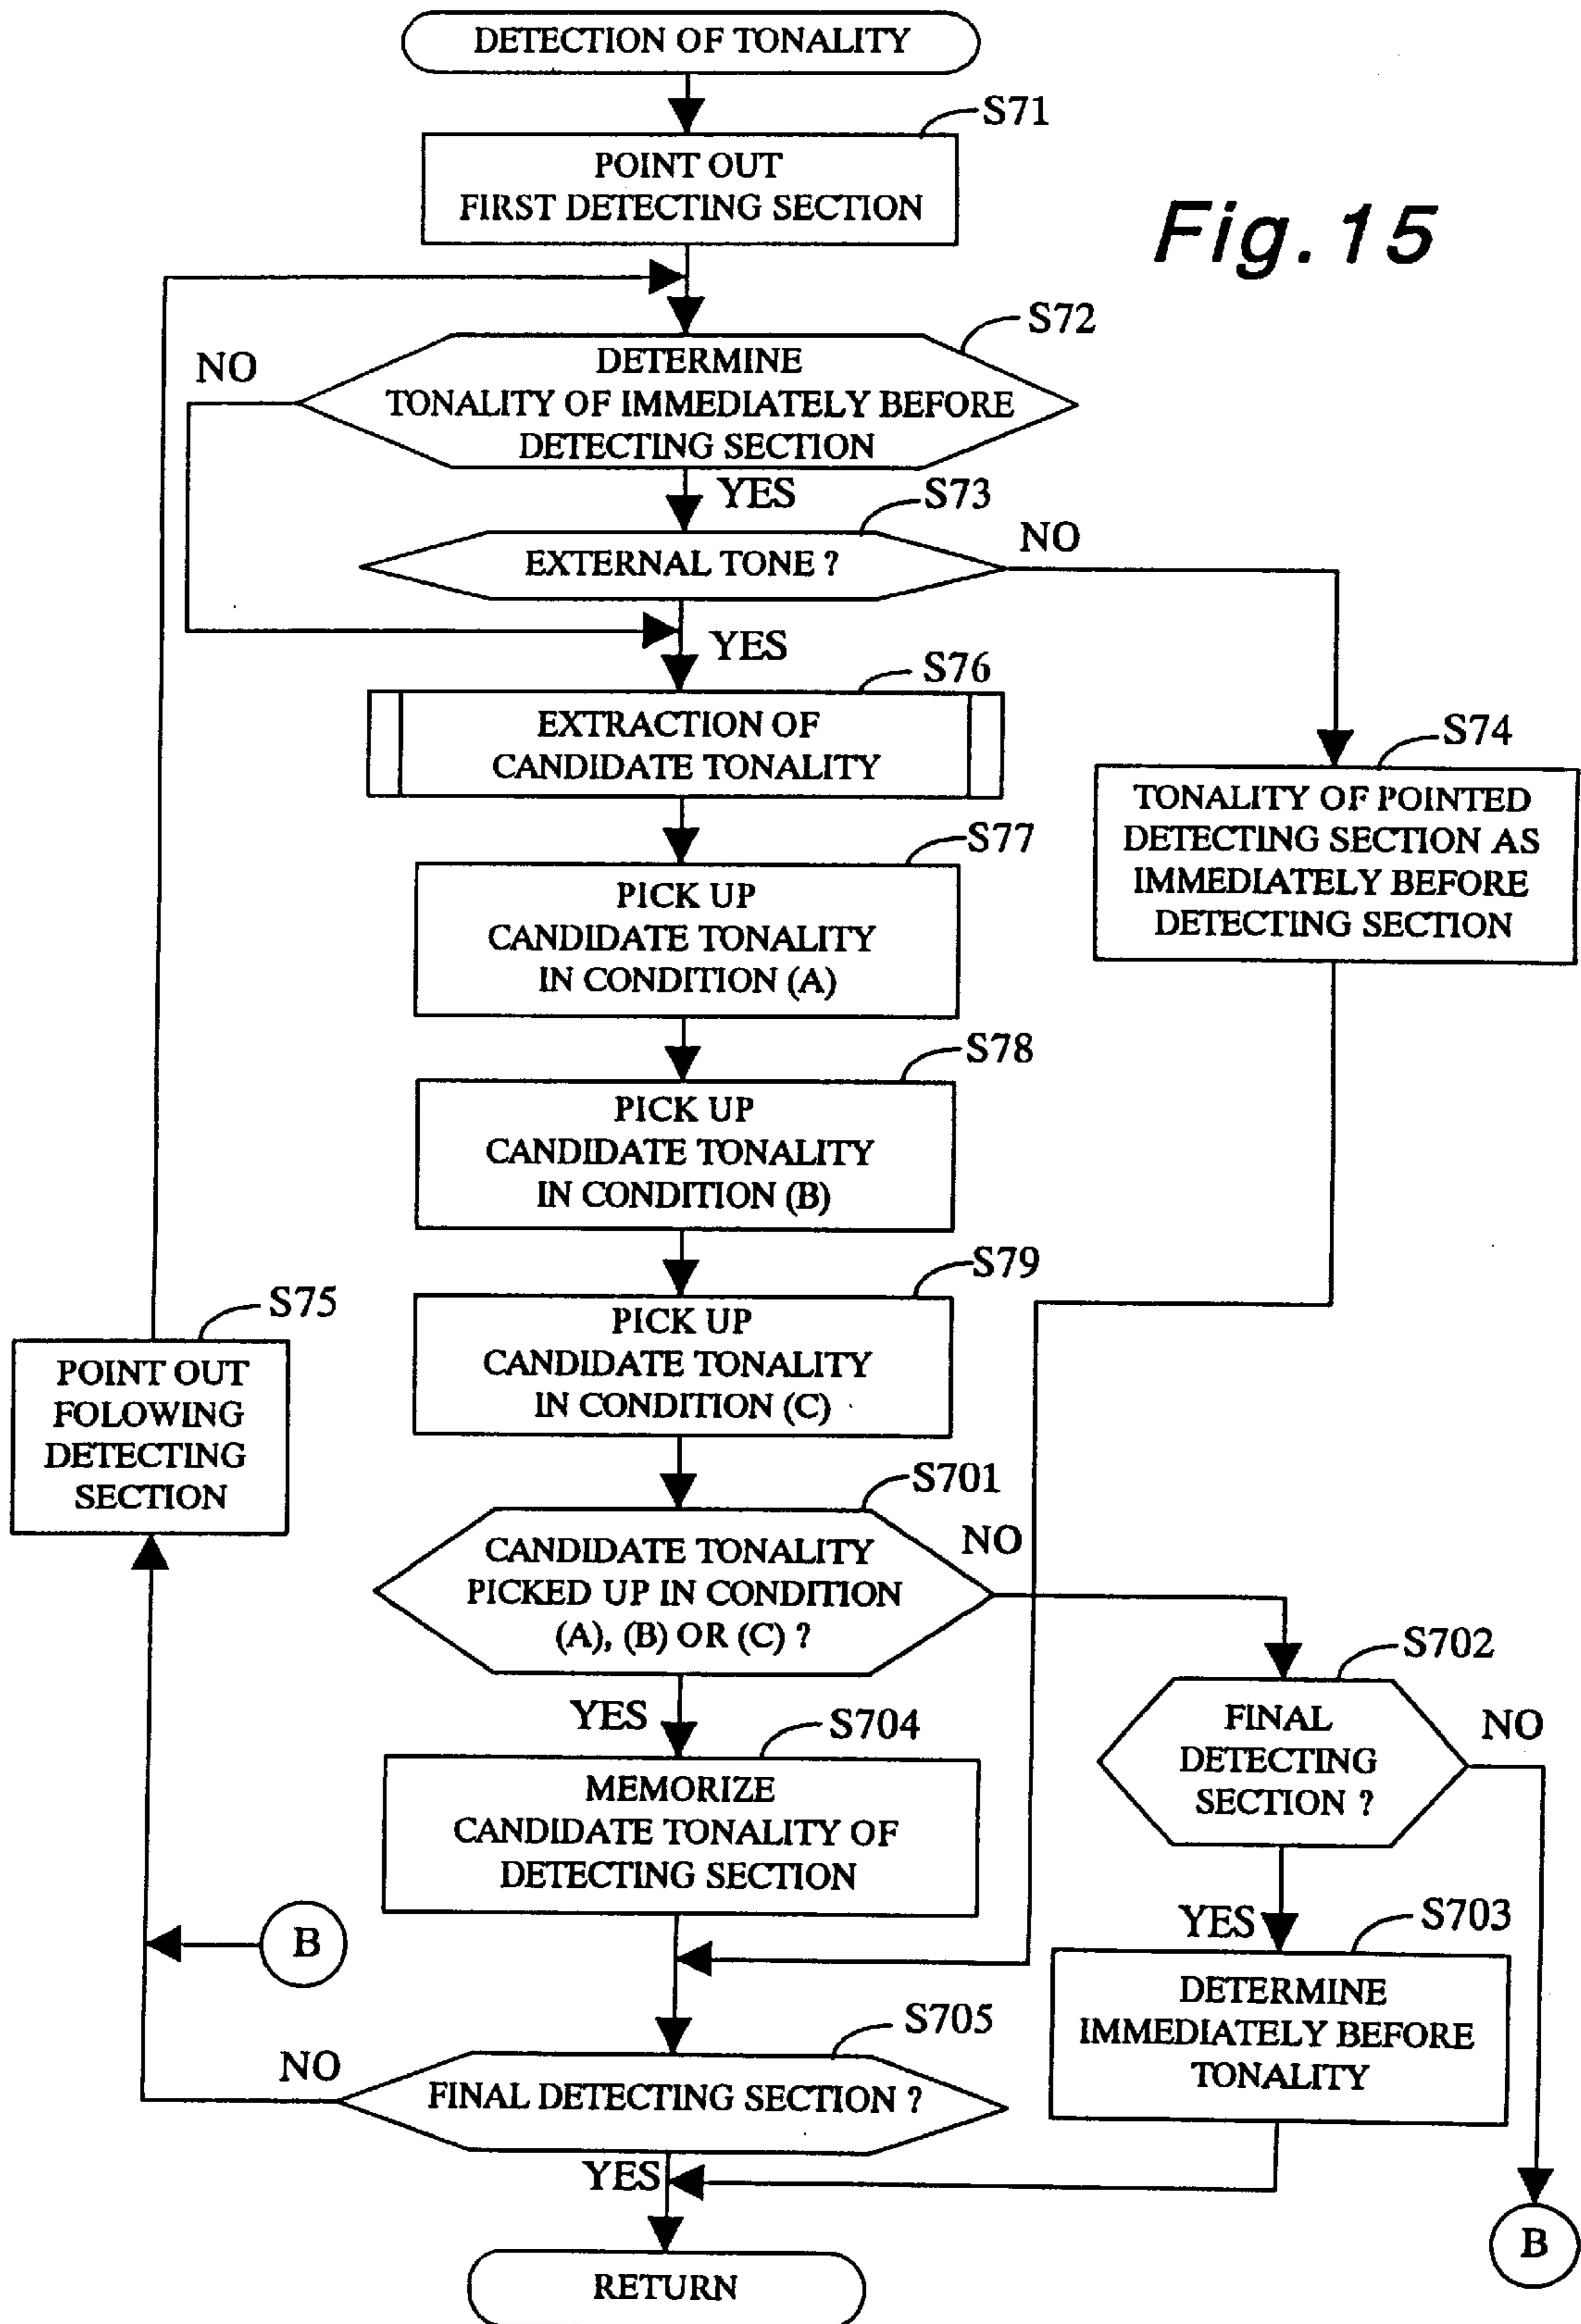 DETECTION OF TONALITY
S71
POINT OUT
FIRST DETECTING SECTION
Fig. 15
S72
NO
DETERMINE
TONALITY OF IMMEDIATELY BEFORE
DETECTING SECTION
YES
S73
EXTERNAL TONE ?
NO
YES
S76
EXTRACTION OF
CANDIDATE TONALITY
S74
TONALITY OF POINTED
DETECTING SECTION AS
IMMEDIATELY BEFORE
DETECTING SECTION
S77
PICK UP
CANDIDATE TONALITY
IN CONDITION (A)
S78
PICK UP
CANDIDATE TONALITY
IN CONDITION (B)
S79
PICK UP
CANDIDATE TONALITY
IN CONDITION (C)
S75
POINT OUT
FOLOWING
DETECTING
SECTION
S701
CANDIDATE TONALITY
PICKED UP IN CONDITION
(A), (B) OR (C) ?
NO
S702
FINAL
DETECTING
SECTION ?
NO
YES
S704
MEMORIZE
CANDIDATE TONALITY OF
DETECTING SECTION
YES
S703
DETERMINE
IMMEDIATELY BEFORE
TONALITY
B
S705
NO
FINAL DETECTING SECTION ?
YES
B
RETURN